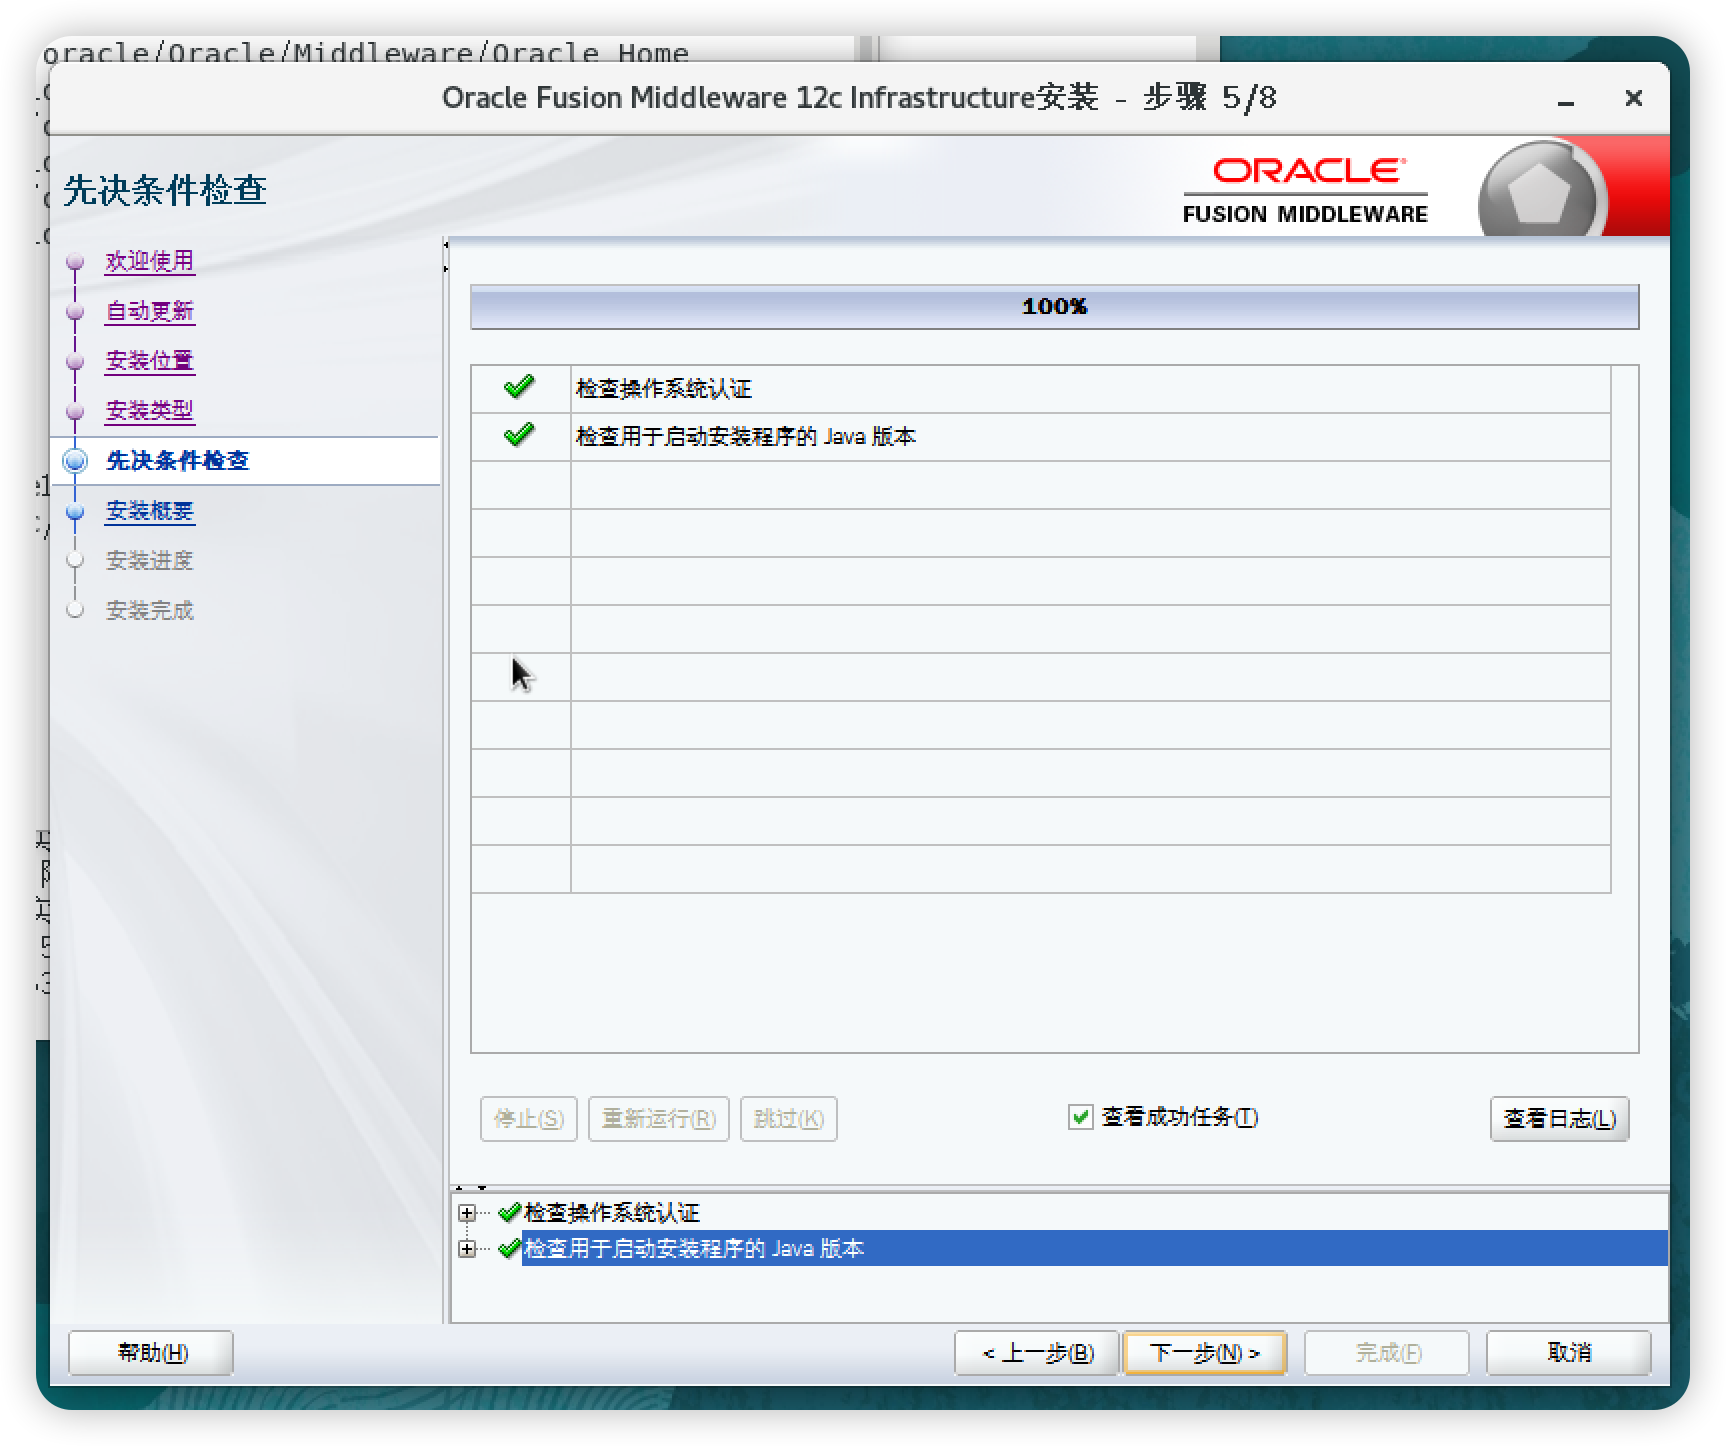 oracle/Oracle/Middleware/Oracle_Home
Oracle Fusion Middleware 12c Infrastructure安装 - 步骤 5/8
先决条件检查
ORACLE
FUSION MIDDLEWARE
欢迎使用
自动更新
安装位置
安装类型
先决条件检查
安装概要
安装进度
安装完成
100%
检查操作系统认证
检查用于启动安装程序的 Java 版本
停止(S)
重新运行(R)
跳过(K)
查看成功任务(T)
查看日志(L)
检查操作系统认证
检查用于启动安装程序的 Java 版本
帮助(H)
< 上一步(B)
下一步(N) >
完成(F)
取消